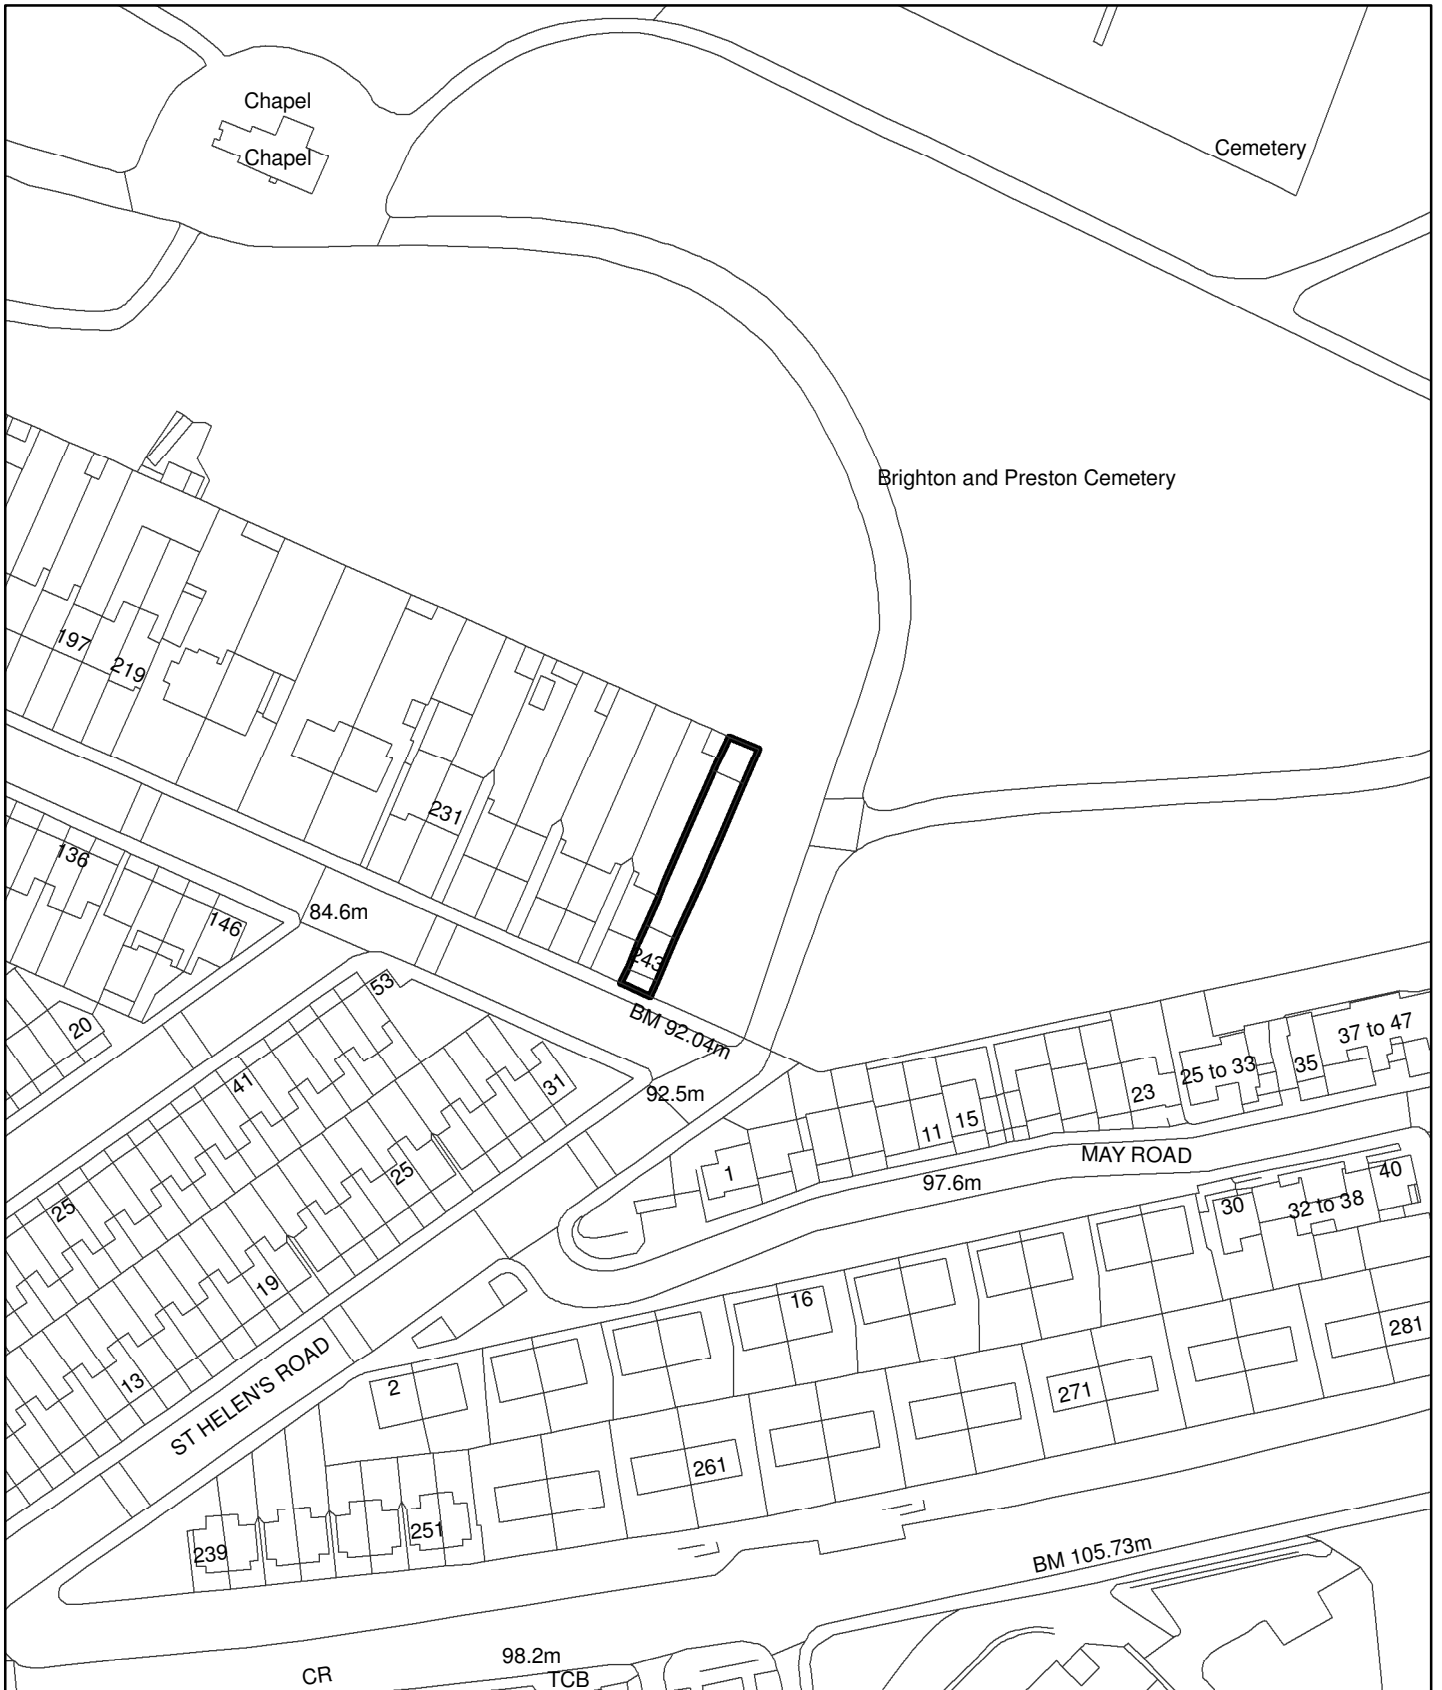 Chapel
Chapel
Cemetery
Brighton and Preston Cemetery
197
219
231
136
146
84.6m
243
BM 92.04m
53
20
41
31
92.5m
37 to 47
25 to 33
35
23
15
11
MAY ROAD
1
97.6m
40
30
32 to 38
25
25
19
16
281
13
2
271
ST HELEN'S ROAD
261
251
239
BM 105.73m
98.2m
CR
TCB